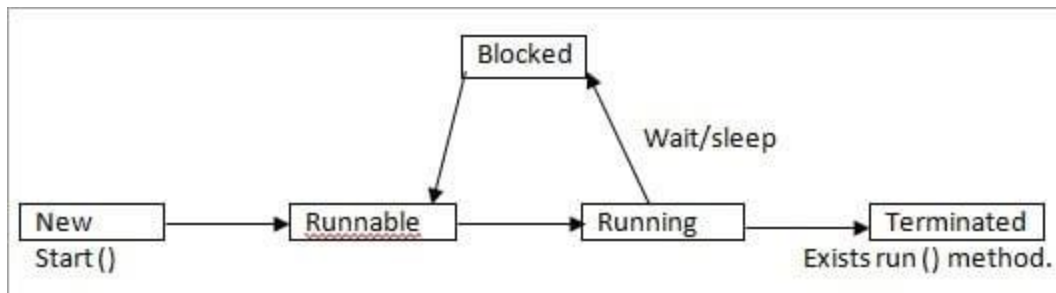 Blocked
Wait/sleep
New
Runnable
Running
Terminated
Start()
Exists run() method.